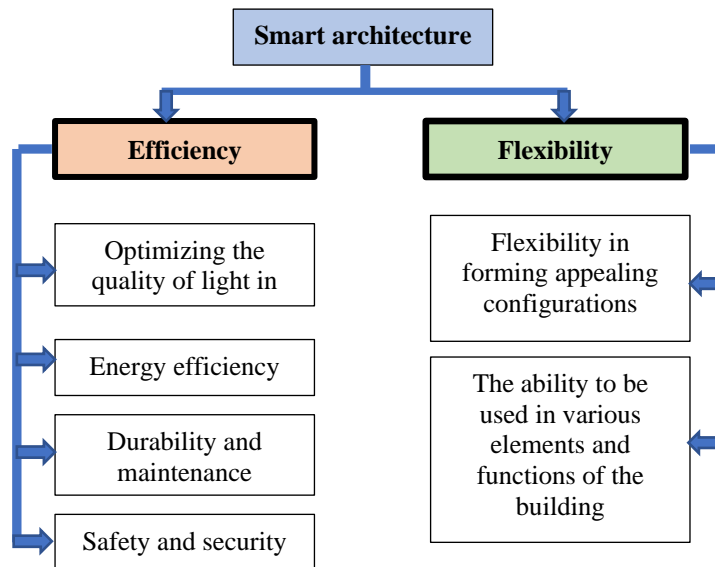 Smart architecture
Efficiency
Optimizing the
quality of light in
Energy efficiency
Durability and
maintenance
Safety and security
Flexibility
Flexibility in
forming appealing
configurations
The ability to be
used in various
elements and
functions of the
building